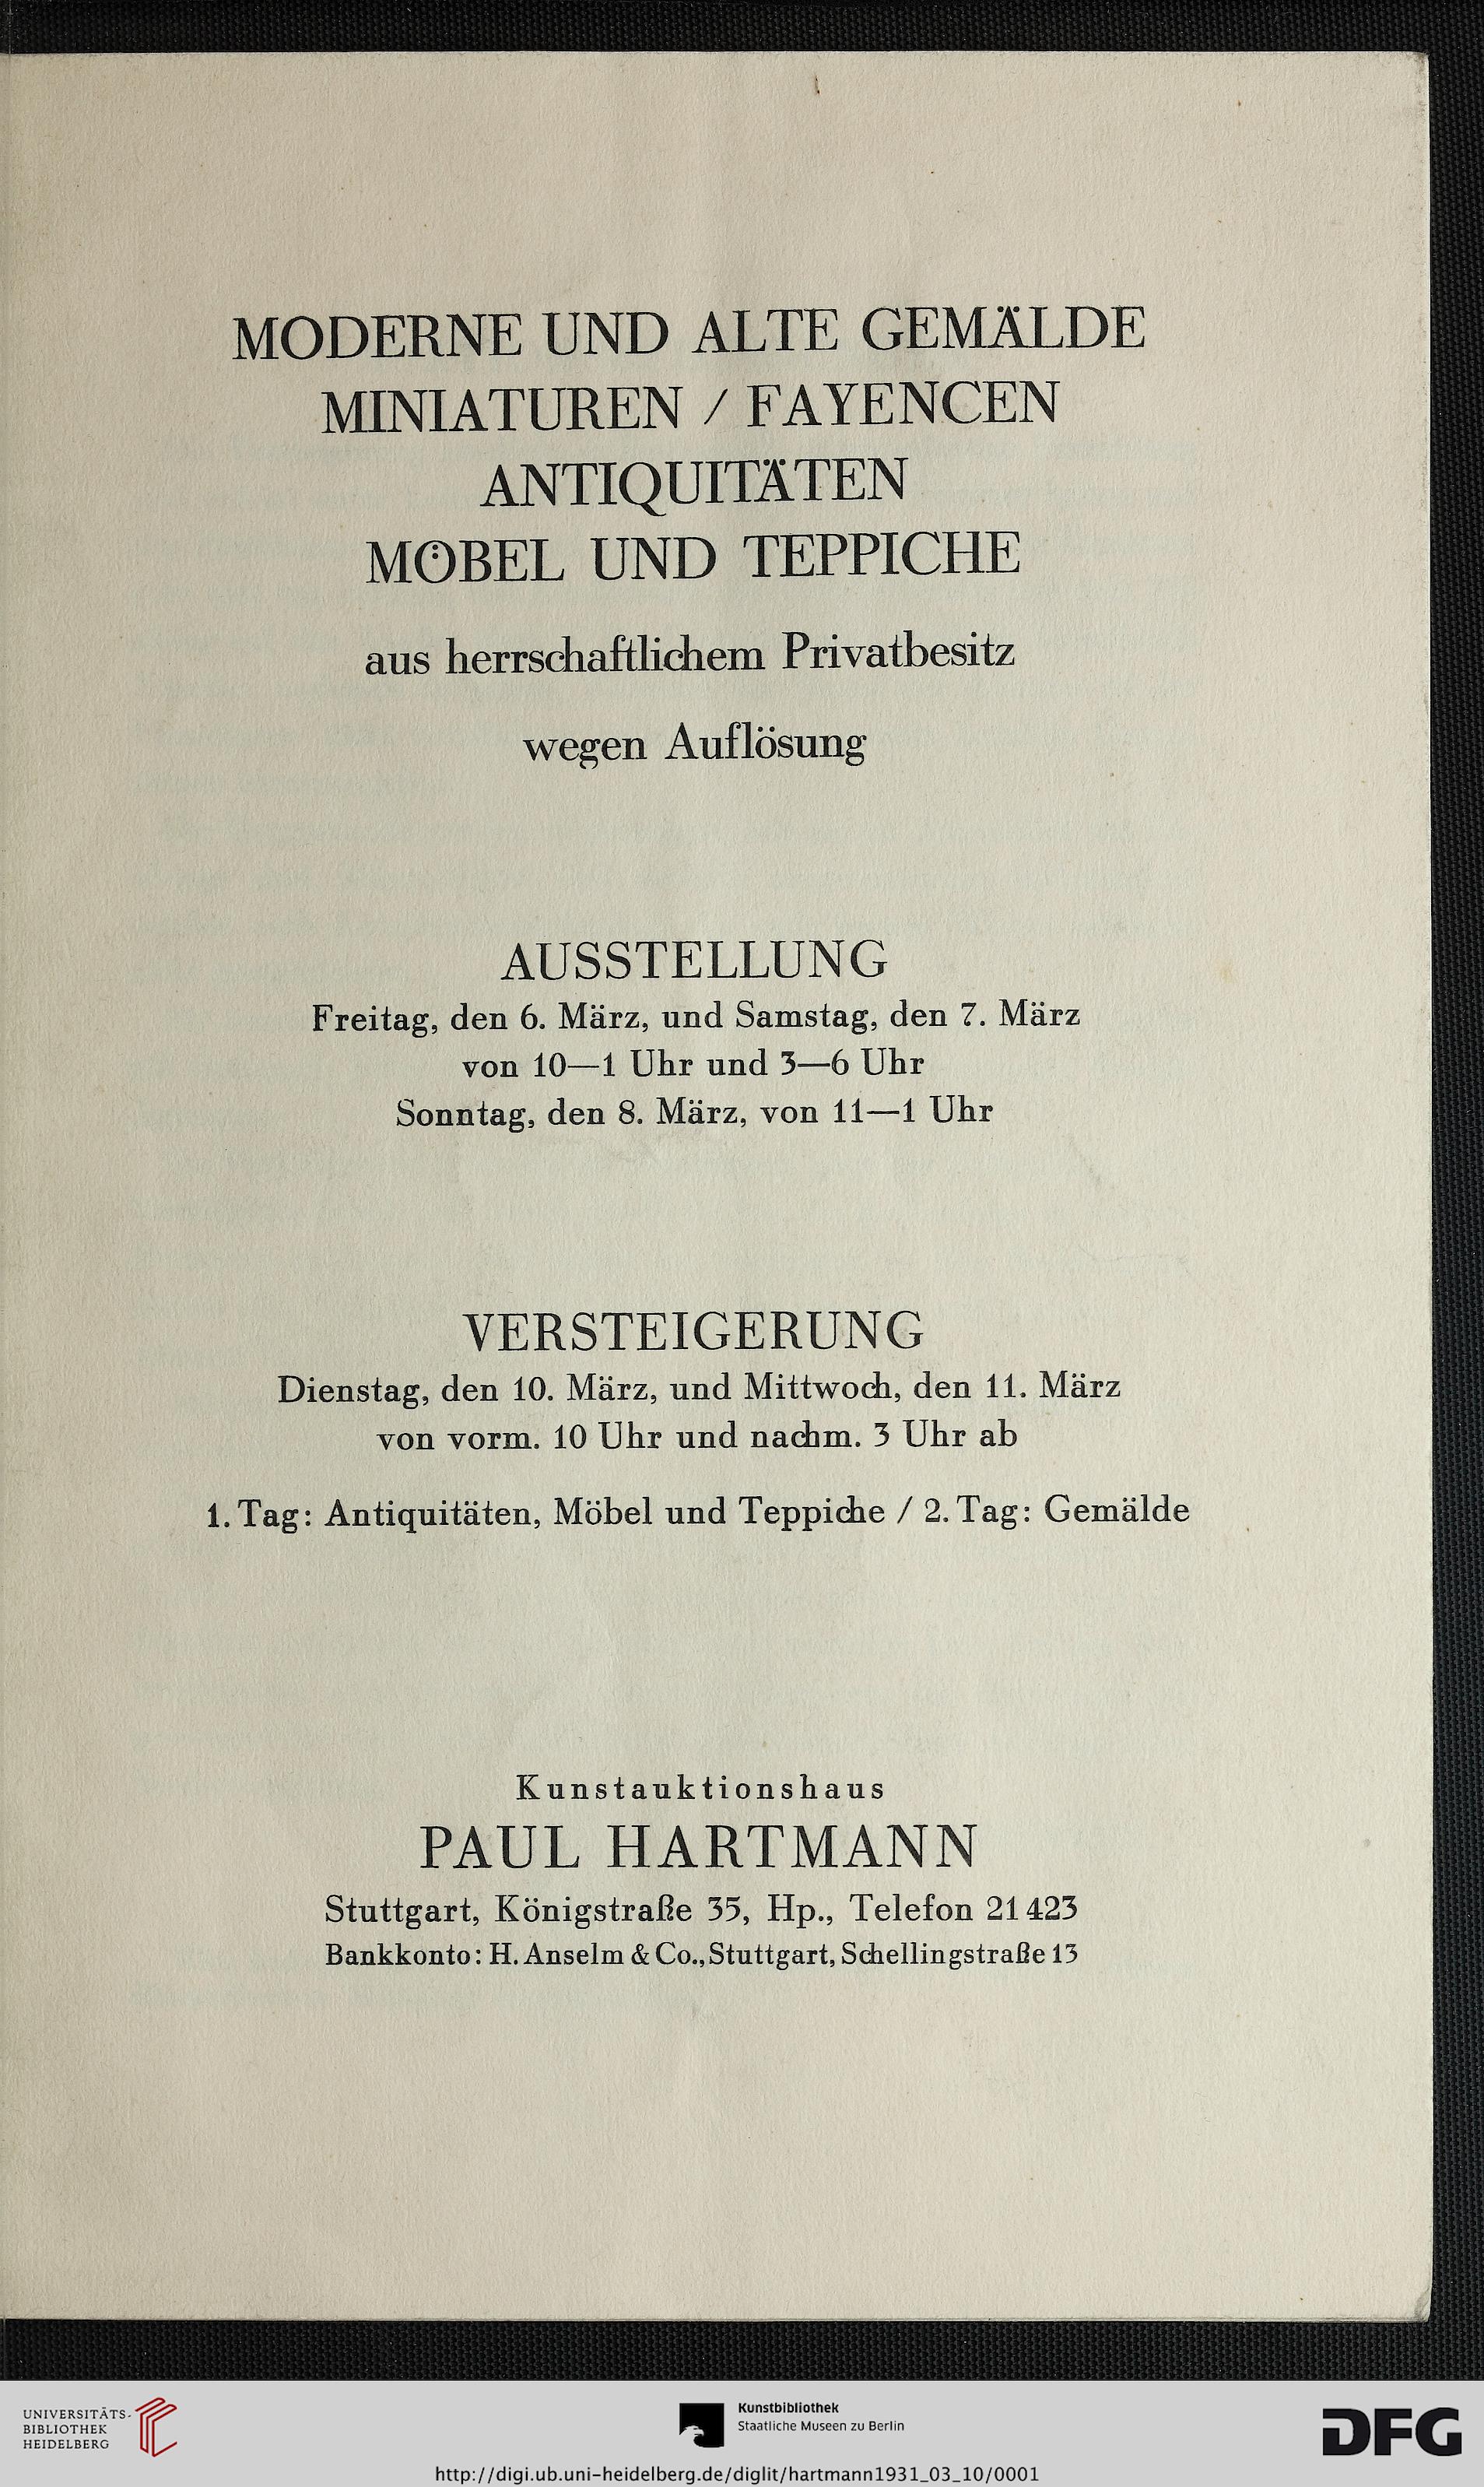 MODERNE UND ALTE GEMÄLDE
MINIATUREN / FAYENCEN
ANTIQUITÄTEN
MÖBEL UND TEPPICHE
aus herrschaftlichem Privatbesitz
wegen Auflösung
AUSSTELLUNG
Freitag, den 6. März, und Samstag, den 7. März
von 10—1 Uhr und 3—6 Uhr
Sonntag, den 8. März, von 11—1 Uhr
VERSTEIGERUNG
Dienstag, den 10. März, und Mittwoch, den 11. März
von vorm. 10 Uhr und nachm. 3 Uhr ab
1. Tag: Antiquitäten, Möbel und Teppiche / 2. Tag: Gemälde
Kunstauktionshaus
PAUL HARTMANN
Stuttgart, Königstraße 35, Hp., Telefon 21423
Bankkonto: H. Anselm & Co., Stuttgart, Schellingstraße 13
UNIVERSITÄTS-
BIBLIOTHEK
HEIDELBERG
Kunstbibliothek
Staatliche Museen zu Berlin
DFG
http://digi.ub.uni-heidelberg.de/diglit/hartmann1931_03_10/0001